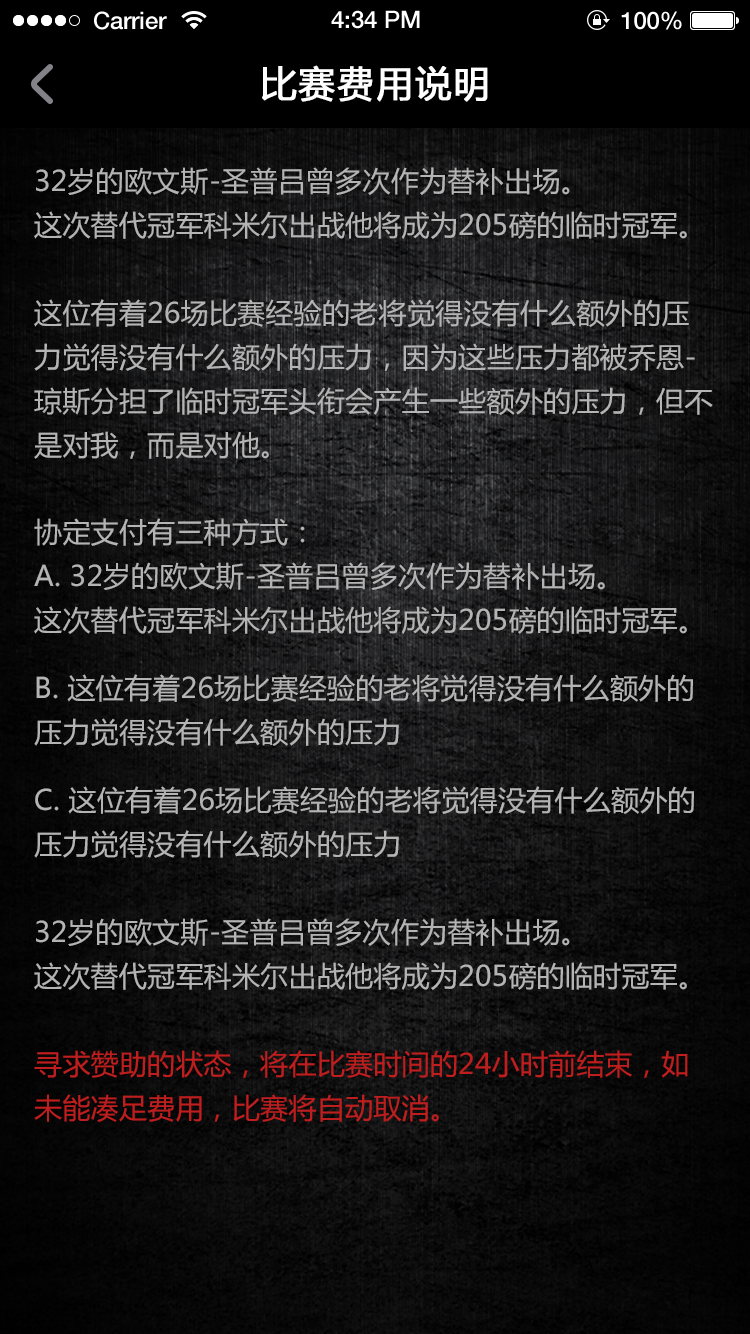 Carrier 4:34 PM 100%
比赛费用说明
32岁的欧文斯-圣普吕曾多次作为替补出场。
这次替代冠军科米尔出战他将成为205磅的临时冠军。
这位有着26场比赛经验的老将觉得没有什么额外的压
力觉得没有什么额外的压力，因为这些压力都被乔恩-
琼斯分担了临时冠军头衔会产生一些额外的压力，但不
是对我，而是对他。
协定支付有三种方式：
A. 32岁的欧文斯-圣普吕曾多次作为替补出场。
这次替代冠军科米尔出战他将成为205磅的临时冠军。
B. 这位有着26场比赛经验的老将觉得没有什么额外的
压力觉得没有什么额外的压力
C. 这位有着26场比赛经验的老将觉得没有什么额外的
压力觉得没有什么额外的压力
32岁的欧文斯-圣普吕曾多次作为替补出场。
这次替代冠军科米尔出战他将成为205磅的临时冠军。
寻求赞助的状态，将在比赛时间的24小时前结束，如
未能凑足费用，比赛将自动取消。